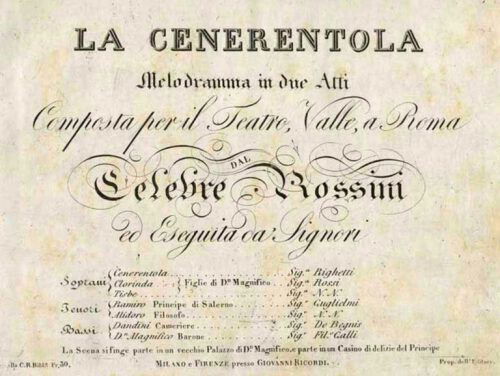 LA CENERENTOLA
Melodramma in due Atti
Composta per il Teatro, Valle, a Roma
DAL
Celebre Rossini
ed Eseguita da' Signori
Soprani
Cenerentola
Sig.a Righetti
Clorinda
Figlie di D.n Magnifico
Sig.a Rossi
Tisbe
Sig.a N.N.
Tenori
Ramiro Principe di Salerno
Sig.r Guglielmi
Alidoro Filosofo
Sig.r N.N.
Bassi
Dandini Cameriere
Sig.r De Begnis
D.n Magnifico Barone
Sig.r Fil.o Galli
La Scena si finge parte in un vecchio Palazzo di D.n Magnifico, e parte in un Casino di delizie del Principe
MILANO e FIRENZE presso GIOVANNI RICORDI.
Prop. dell' Editore.